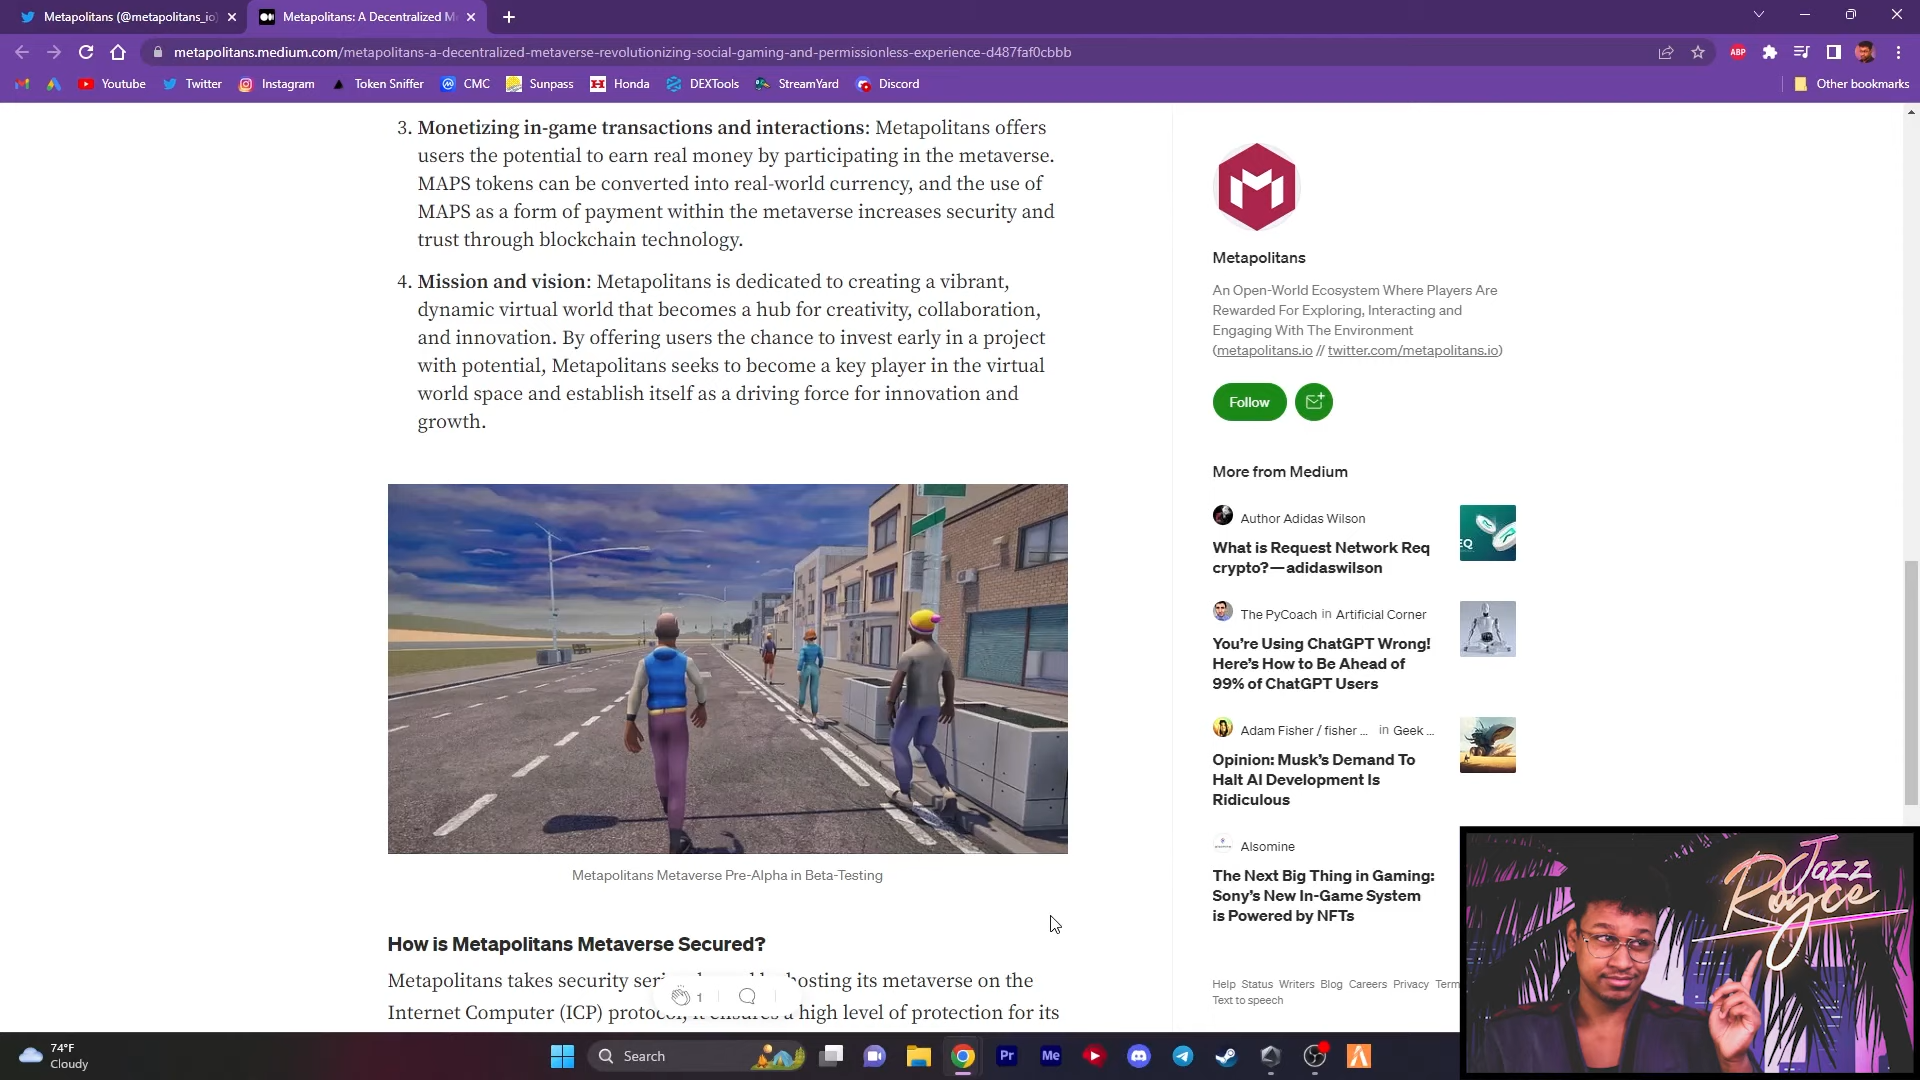 Metapolitans (@metapolitans_io)
Metapolitans: A Decentralized M
metapolitans.medium.com/metapolitans-a-decentralized-metaverse-revolutionizing-social-gaming-and-permissionless-experience-d487faf0cbbb
ABP
Youtube
Twitter
Instagram
Token Sniffer
CMC
Sunpass
Honda
DEXTools
StreamYard
Discord
Other bookmarks
3. Monetizing in-game transactions and interactions: Metapolitans offers
users the potential to earn real money by participating in the metaverse.
MAPS tokens can be converted into real-world currency, and the use of
MAPS as a form of payment within the metaverse increases security and
trust through blockchain technology.
4. Mission and vision: Metapolitans is dedicated to creating a vibrant,
dynamic virtual world that becomes a hub for creativity, collaboration,
and innovation. By offering users the chance to invest early in a project
with potential, Metapolitans seeks to become a key player in the virtual
world space and establish itself as a driving force for innovation and
growth.
Metapolitans Metaverse Pre-Alpha in Beta-Testing
How is Metapolitans Metaverse Secured?
Metapolitans takes security hosting its metaverse on the
Internet Computer (ICP) protocol, it ensures a high level of protection for its
1
M
Metapolitans
An Open-World Ecosystem Where Players Are
Rewarded For Exploring, Interacting and
Engaging With The Environment
(metapolitans.io // twitter.com/metapolitans.io)
Follow
More from Medium
Author Adidas Wilson
What is Request Network Req
crypto? — adidaswilson
EQ
The PyCoach in Artificial Corner
You're Using ChatGPT Wrong!
Here's How to Be Ahead of
99% of ChatGPT Users
Adam Fisher / fisher ... in Geek ...
Opinion: Musk's Demand To
Halt AI Development Is
Ridiculous
Alsomine
The Next Big Thing in Gaming:
Sony's New In-Game System
is Powered by NFTs
Help Status Writers Blog Careers Privacy Term
Text to speech
Jazz
Royce
74°F
Cloudy
Search
Pr
Me